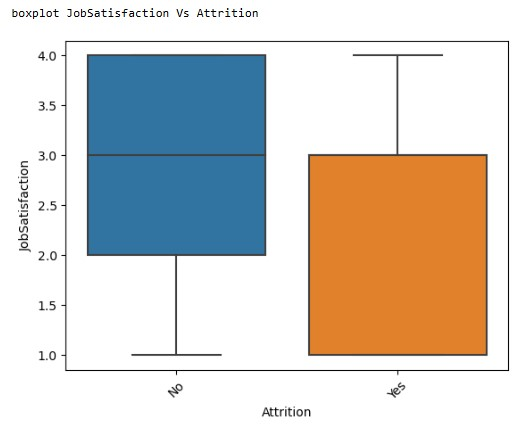 boxplot JobSatisfaction Vs Attrition
4.0
3.5
3.0
2.5
2.0
1.5
1.0
JobSatisfaction
No
Yes
Attrition